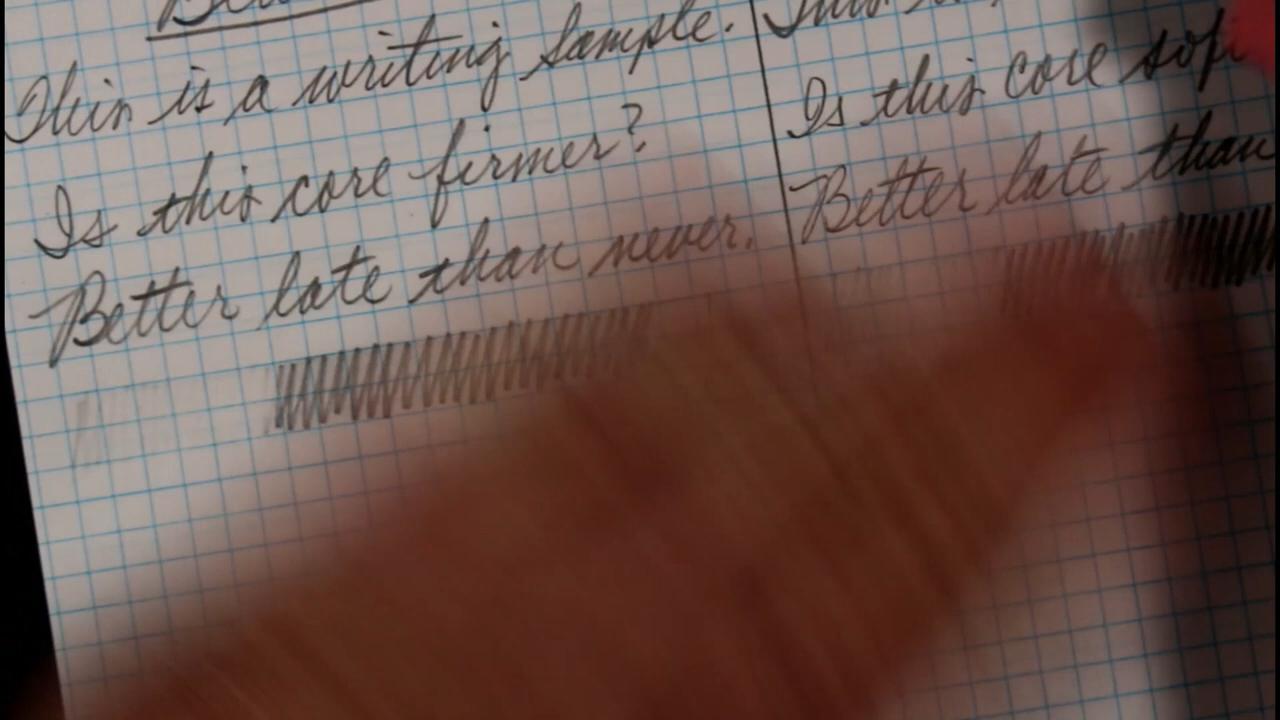 This is a writing sample.
Is this core firmer?
Better late than never.
Is this core
Better late than